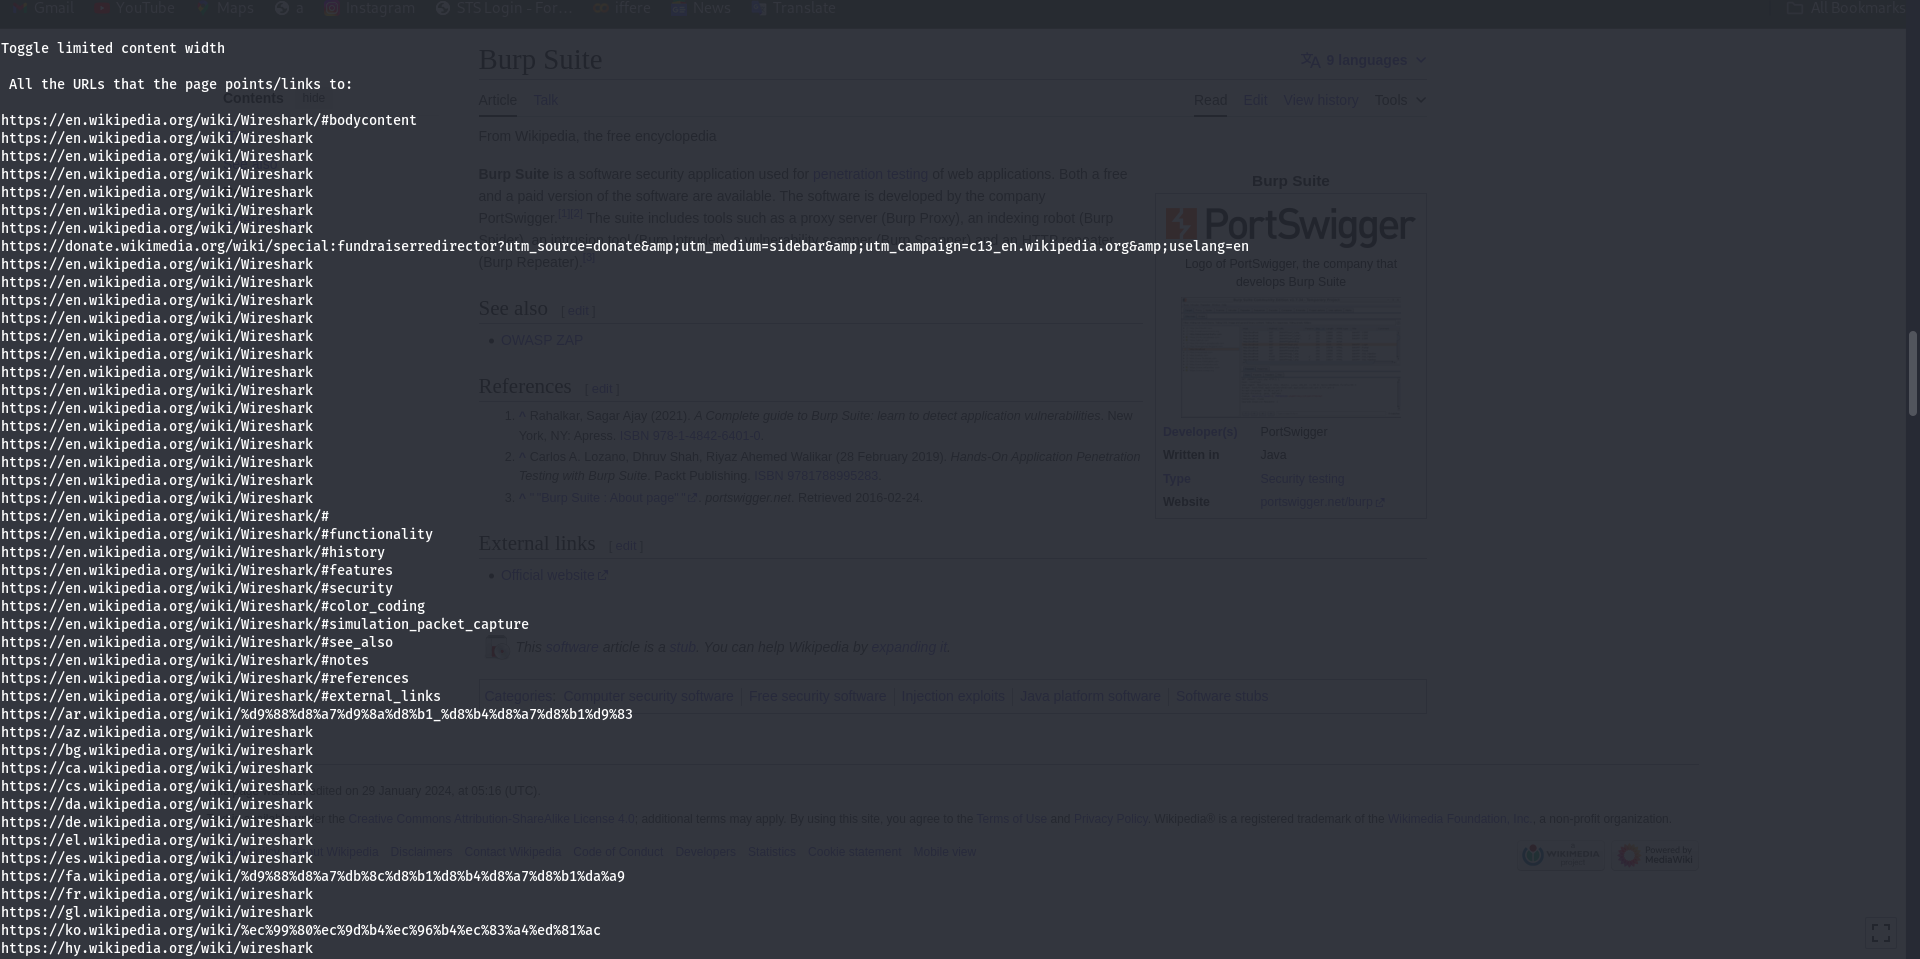 Gmail YouTube Maps a Instagram STS Login - For... iffere News Translate All Bookmarks
Toggle limited content width
All the URLs that the page points/links to:
https://en.wikipedia.org/wiki/Wireshark/#bodycontent
https://en.wikipedia.org/wiki/Wireshark
https://en.wikipedia.org/wiki/Wireshark
https://en.wikipedia.org/wiki/Wireshark
https://en.wikipedia.org/wiki/Wireshark
https://en.wikipedia.org/wiki/Wireshark
https://en.wikipedia.org/wiki/Wireshark
https://donate.wikimedia.org/wiki/special:fundraiserredirector?utm_source=donate&amp;utm_medium=sidebar&amp;utm_campaign=c13_en.wikipedia.org&amp;uselang=en
https://en.wikipedia.org/wiki/Wireshark
https://en.wikipedia.org/wiki/Wireshark
https://en.wikipedia.org/wiki/Wireshark
https://en.wikipedia.org/wiki/Wireshark
https://en.wikipedia.org/wiki/Wireshark
https://en.wikipedia.org/wiki/Wireshark
https://en.wikipedia.org/wiki/Wireshark
https://en.wikipedia.org/wiki/Wireshark
https://en.wikipedia.org/wiki/Wireshark
https://en.wikipedia.org/wiki/Wireshark
https://en.wikipedia.org/wiki/Wireshark
https://en.wikipedia.org/wiki/Wireshark
https://en.wikipedia.org/wiki/Wireshark
https://en.wikipedia.org/wiki/Wireshark
https://en.wikipedia.org/wiki/Wireshark/#
https://en.wikipedia.org/wiki/Wireshark/#functionality
https://en.wikipedia.org/wiki/Wireshark/#history
https://en.wikipedia.org/wiki/Wireshark/#features
https://en.wikipedia.org/wiki/Wireshark/#security
https://en.wikipedia.org/wiki/Wireshark/#color_coding
https://en.wikipedia.org/wiki/Wireshark/#simulation_packet_capture
https://en.wikipedia.org/wiki/Wireshark/#see_also
https://en.wikipedia.org/wiki/Wireshark/#notes
https://en.wikipedia.org/wiki/Wireshark/#references
https://en.wikipedia.org/wiki/Wireshark/#external_links
https://ar.wikipedia.org/wiki/%d9%88%d8%a7%d9%8a%d8%b1_%d8%b4%d8%a7%d8%b1%d9%83
https://az.wikipedia.org/wiki/wireshark
https://bg.wikipedia.org/wiki/wireshark
https://ca.wikipedia.org/wiki/wireshark
https://cs.wikipedia.org/wiki/wireshark
https://da.wikipedia.org/wiki/wireshark
https://de.wikipedia.org/wiki/wireshark
https://el.wikipedia.org/wiki/wireshark
https://es.wikipedia.org/wiki/wireshark
https://fa.wikipedia.org/wiki/%d9%88%d8%a7%db%8c%d8%b1%d8%b4%d8%a7%d8%b1%da%a9
https://fr.wikipedia.org/wiki/wireshark
https://gl.wikipedia.org/wiki/wireshark
https://ko.wikipedia.org/wiki/%ec%99%80%ec%9d%b4%ec%96%b4%ec%83%a4%ed%81%ac
https://hy.wikipedia.org/wiki/wireshark
Contents hide
Burp Suite
9 languages
Article Talk Read Edit View history Tools
From Wikipedia, the free encyclopedia
Burp Suite is a software security application used for penetration testing of web applications. Both a free
and a paid version of the software are available. The software is developed by the company
PortSwigger.[1][2] The suite includes tools such as a proxy server (Burp Proxy), an indexing robot (Burp
(Burp Repeater).
See also [ edit ]
• OWASP ZAP
References [ edit ]
1. ^ Rahalkar, Sagar Ajay (2021). A Complete guide to Burp Suite: learn to detect application vulnerabilities. New
York, NY: Apress. ISBN 978-1-4842-6401-0.
2. ^ Carlos A. Lozano, Dhruv Shah, Riyaz Ahemed Walikar (28 February 2019). Hands-On Application Penetration
Testing with Burp Suite. Packt Publishing. ISBN 9781788995283.
3. ^ "Burp Suite : About page". portswigger.net. Retrieved 2016-02-24.
External links [ edit ]
• Official website
This software article is a stub. You can help Wikipedia by expanding it.
Categories: Computer security software | Free security software | Injection exploits | Java platform software | Software stubs
Burp Suite
PortSwigger
Logo of PortSwigger, the company that
develops Burp Suite
Developer(s) PortSwigger
Written in Java
Type Security testing
Website portswigger.net/burp
edited on 29 January 2024, at 05:16 (UTC).
the Creative Commons Attribution-ShareAlike License 4.0; additional terms may apply. By using this site, you agree to the Terms of Use and Privacy Policy. Wikipedia® is a registered trademark of the Wikimedia Foundation, Inc., a non-profit organization.
Wikipedia Disclaimers Contact Wikipedia Code of Conduct Developers Statistics Cookie statement Mobile view
WIKIMEDIA
Powered by
MediaWiki